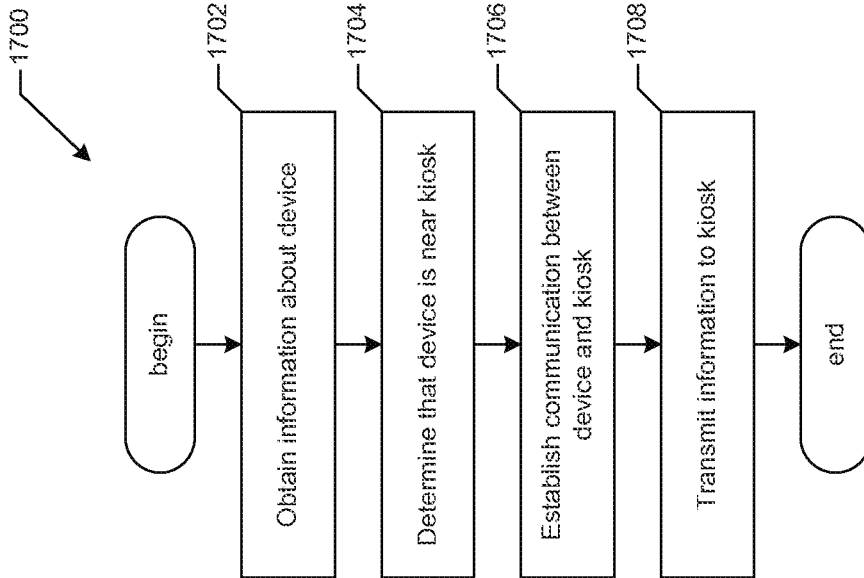 1700
begin
1702
Obtain information about device
1704
Determine that device is near kiosk
1706
Establish communication between
device and kiosk
1708
Transmit information to kiosk
end